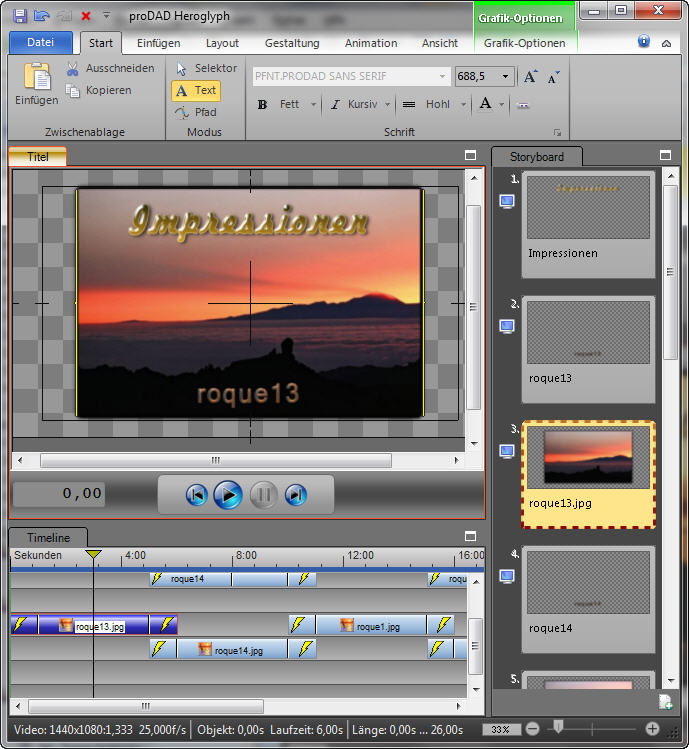 proDAD Heroglyph
Grafik-Optionen
Datei
Start
Einfügen
Layout
Gestaltung
Animation
Ansicht
Grafik-Optionen
Einfügen
Ausschneiden
Kopieren
Zwischenablage
Selektor
A Text
Pfad
Modus
PFNT.PRODAD SANS SERIF
688,5
A A
B Fett
I Kursiv
Hohl
A
Schrift
Titel
Impressionen
roque13
0,00
Storyboard
1.
Impressionen
Impressionen
2.
roque13
roque13
3.
roque13.jpg
4.
roque13
roque14
5.
Timeline
Sekunden 4:00 8:00 12:00 16:00
roque14
roqu
roque13.jpg
roque1.jpg
roque14.jpg
Video: 1440x1080:1,333 25,000f/s
Objekt: 0,00s Laufzeit: 6,00s
Länge: 0,00s ... 26,00s
33%